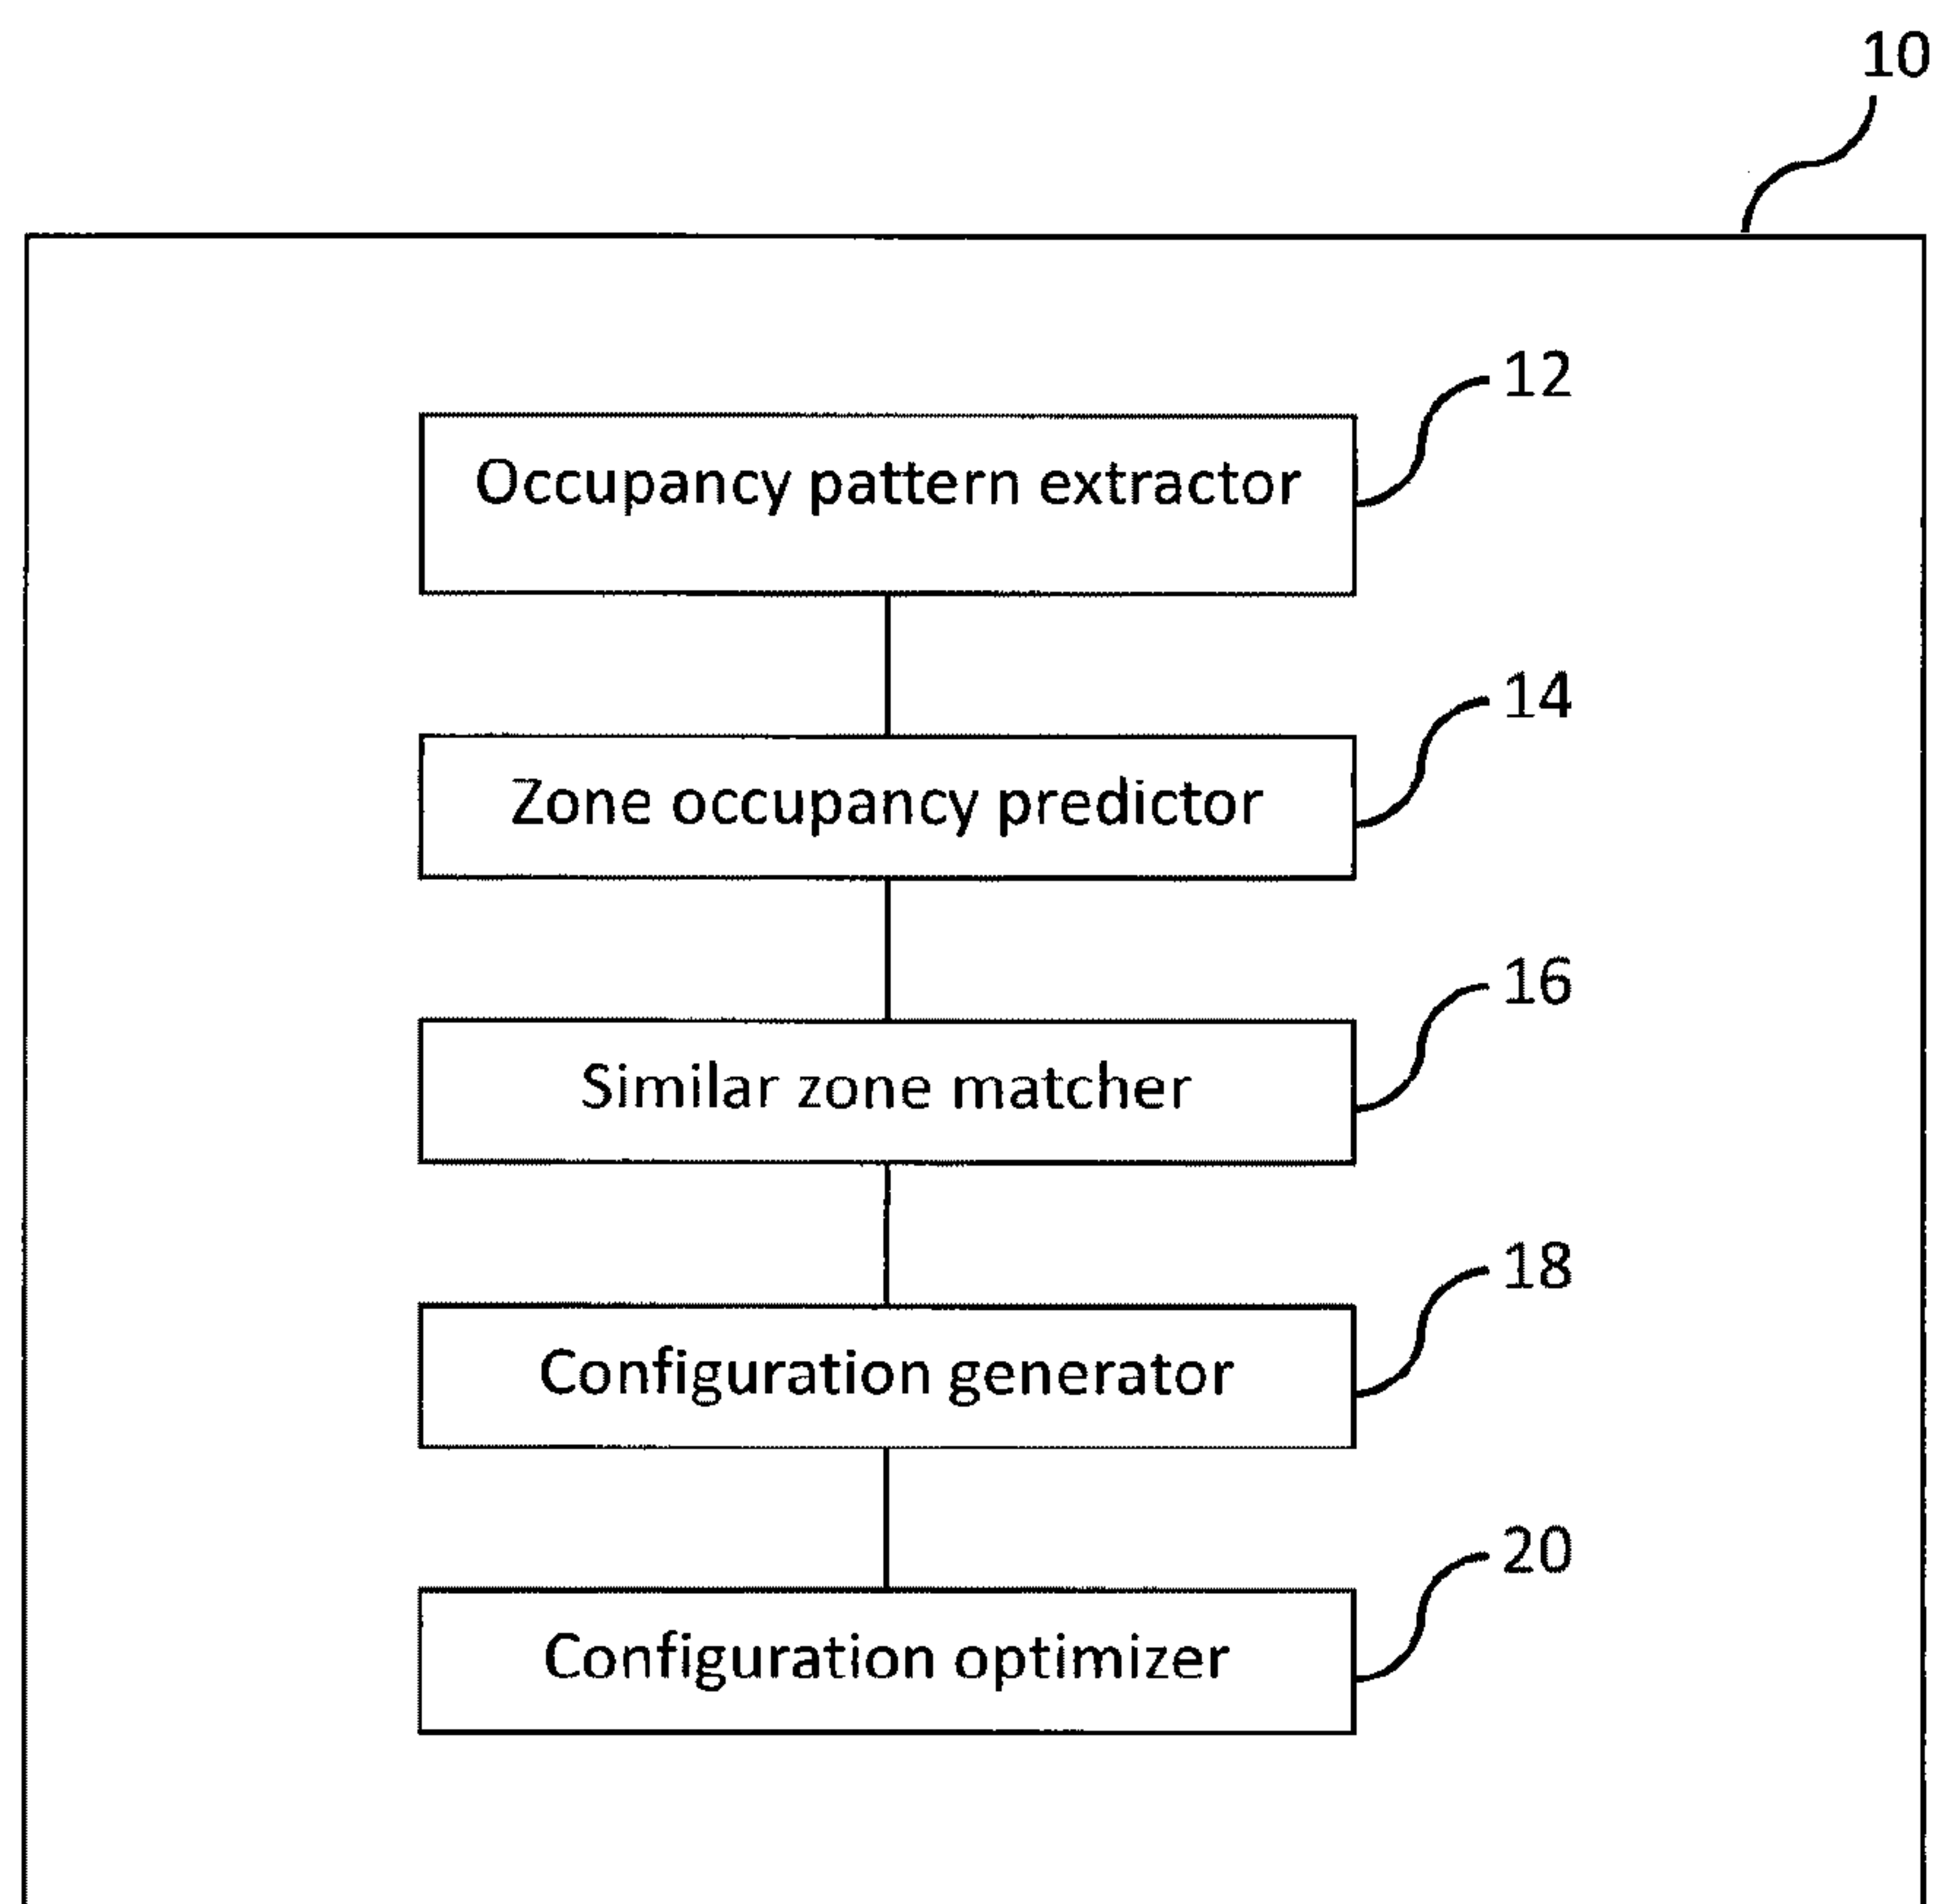 10
Occupancy pattern extractor
12
Zone occupancy predictor
14
Similar zone matcher
16
Configuration generator
18
Configuration optimizer
20